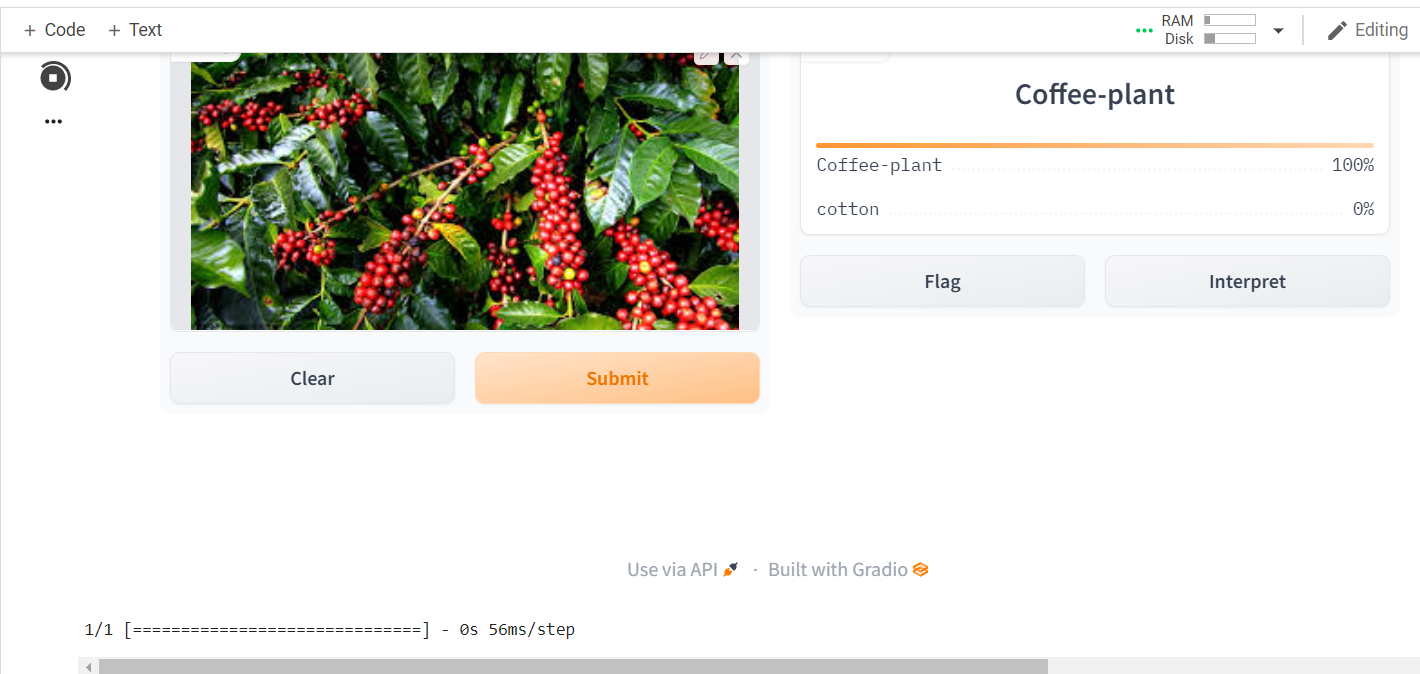 + Code + Text
RAM
Disk
Editing
Coffee-plant
Coffee-plant 100%
cotton 0%
Flag Interpret
Clear Submit
Use via API · Built with Gradio
1/1 [==============================] - 0s 56ms/step